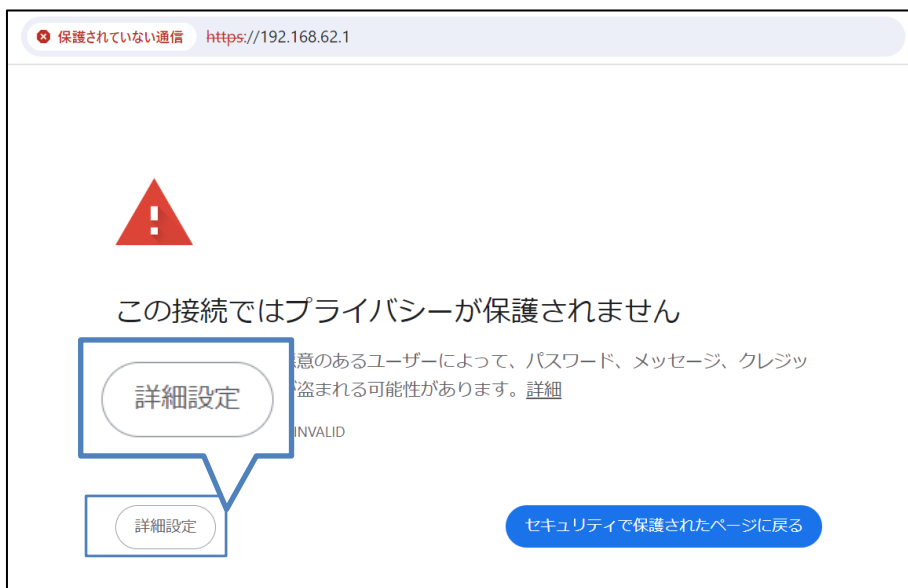 保護されていない通信 https://192.168.62.1
この接続ではプライバシーが保護されません
意のあるユーザーによって、パスワード、メッセージ、クレジッ
盗まれる可能性があります。詳細
詳細設定
INVALID
詳細設定
セキュリティで保護されたページに戻る